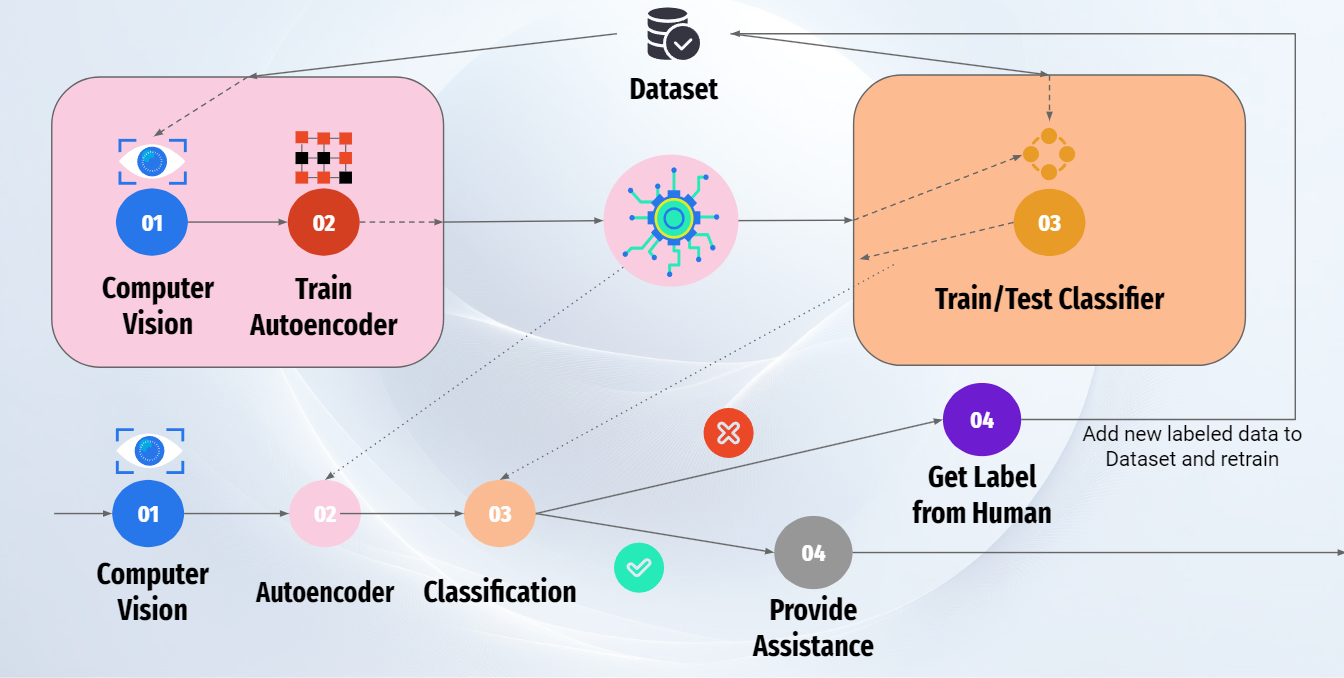 Dataset
01
02
03
Computer
Vision
Train
Autoencoder
Train/Test Classifier
04
Add new labeled data to
Dataset and retrain
Get Label
from Human
01
02
03
04
Computer
Vision
Autoencoder
Classification
Provide
Assistance